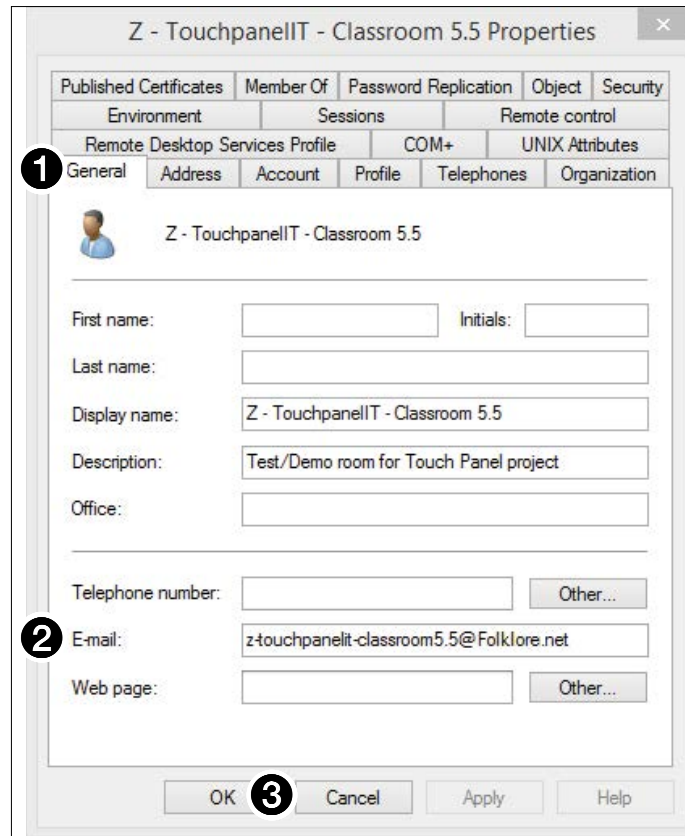 Z - TouchpanelIT - Classroom 5.5 Properties
Published Certificates Member Of Password Replication Object Security
Environment Sessions Remote control
Remote Desktop Services Profile COM+ UNIX Attributes
1 General Address Account Profile Telephones Organization
Z - TouchpanelIT - Classroom 5.5
First name: Initials:
Last name:
Display name: Z - TouchpanelIT - Classroom 5.5
Description: Test/Demo room for Touch Panel project
Office:
Telephone number: Other...
2 E-mail: z-touchpanelit-classroom5.5@Folklore.net
Web page: Other...
OK 3 Cancel Apply Help